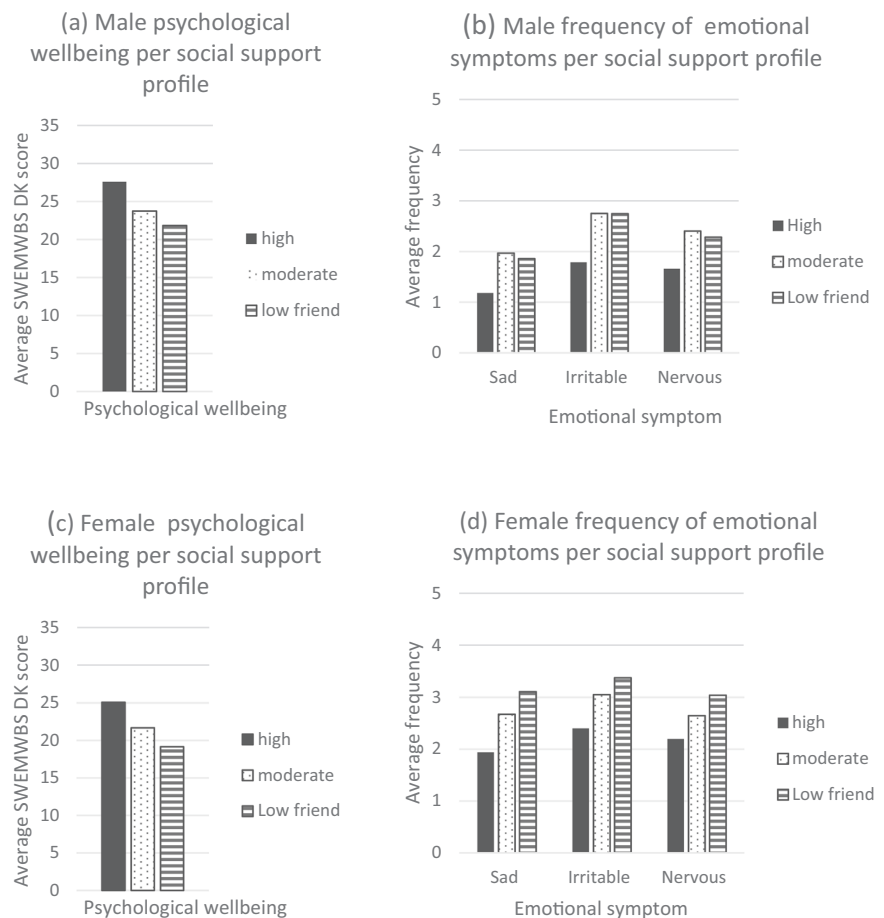 (a) Male psychological
wellbeing per social support
profile
Average SWEMWBS DK score
35
30
25
20
15
10
5
0
Psychological wellbeing
high
moderate
low friend
(b) Male frequency of emotional
symptoms per social support profile
Average frequency
5
4
3
2
1
0
Sad Irritable Nervous
Emotional symptom
High
moderate
Low friend
(c) Female psychological
wellbeing per social support
profile
Average SWEMWBS DK score
35
30
25
20
15
10
5
0
Psychological wellbeing
high
moderate
Low friend
(d) Female frequency of emotional
symptoms per social support profile
Average frequency
5
4
3
2
1
0
Sad Irritable Nervous
Emotional symptom
high
moderate
Low friend